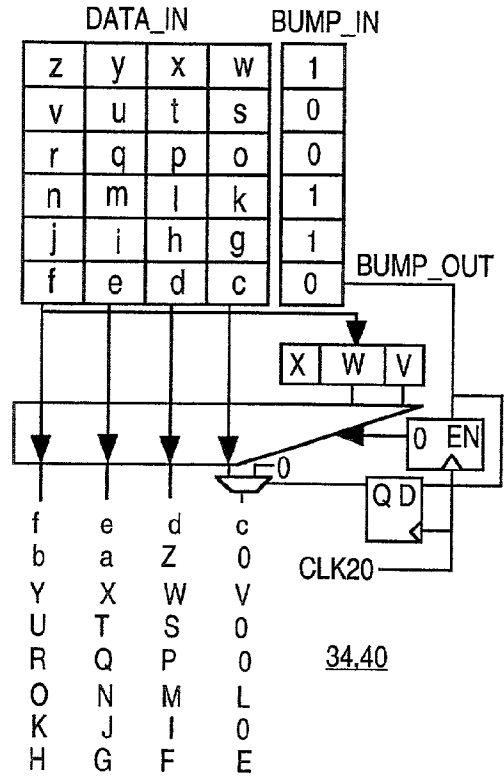 DATA_IN BUMP_IN
z y x w 1
v u t s 0
r q p o 0
n m l k 1
j i h g 1
f e d c 0
BUMP_OUT
X W V
0 EN
0
Q D
CLK20
f e d c
b a Z 0
Y X W V
U T S 0
R Q P 0
O N M L
K J I 0
H G F E
34,40